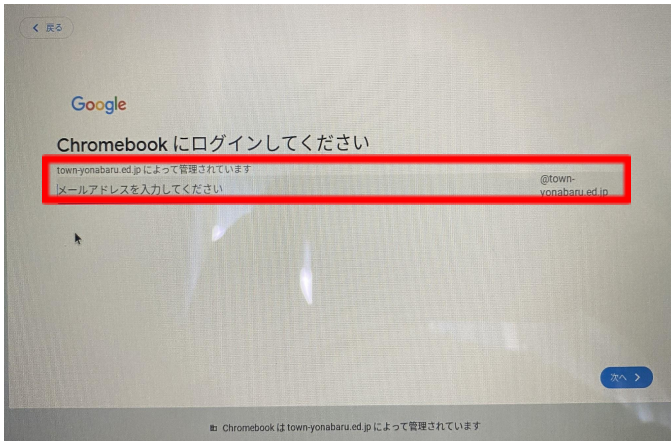 戻る
Google
Chromebook にログインしてください
town-yonabaru.ed.jp によって管理されています
メールアドレスを入力してください
@town-
yonabaru.ed.jp
次へ
Chromebook は town-yonabaru.ed.jp によって管理されています